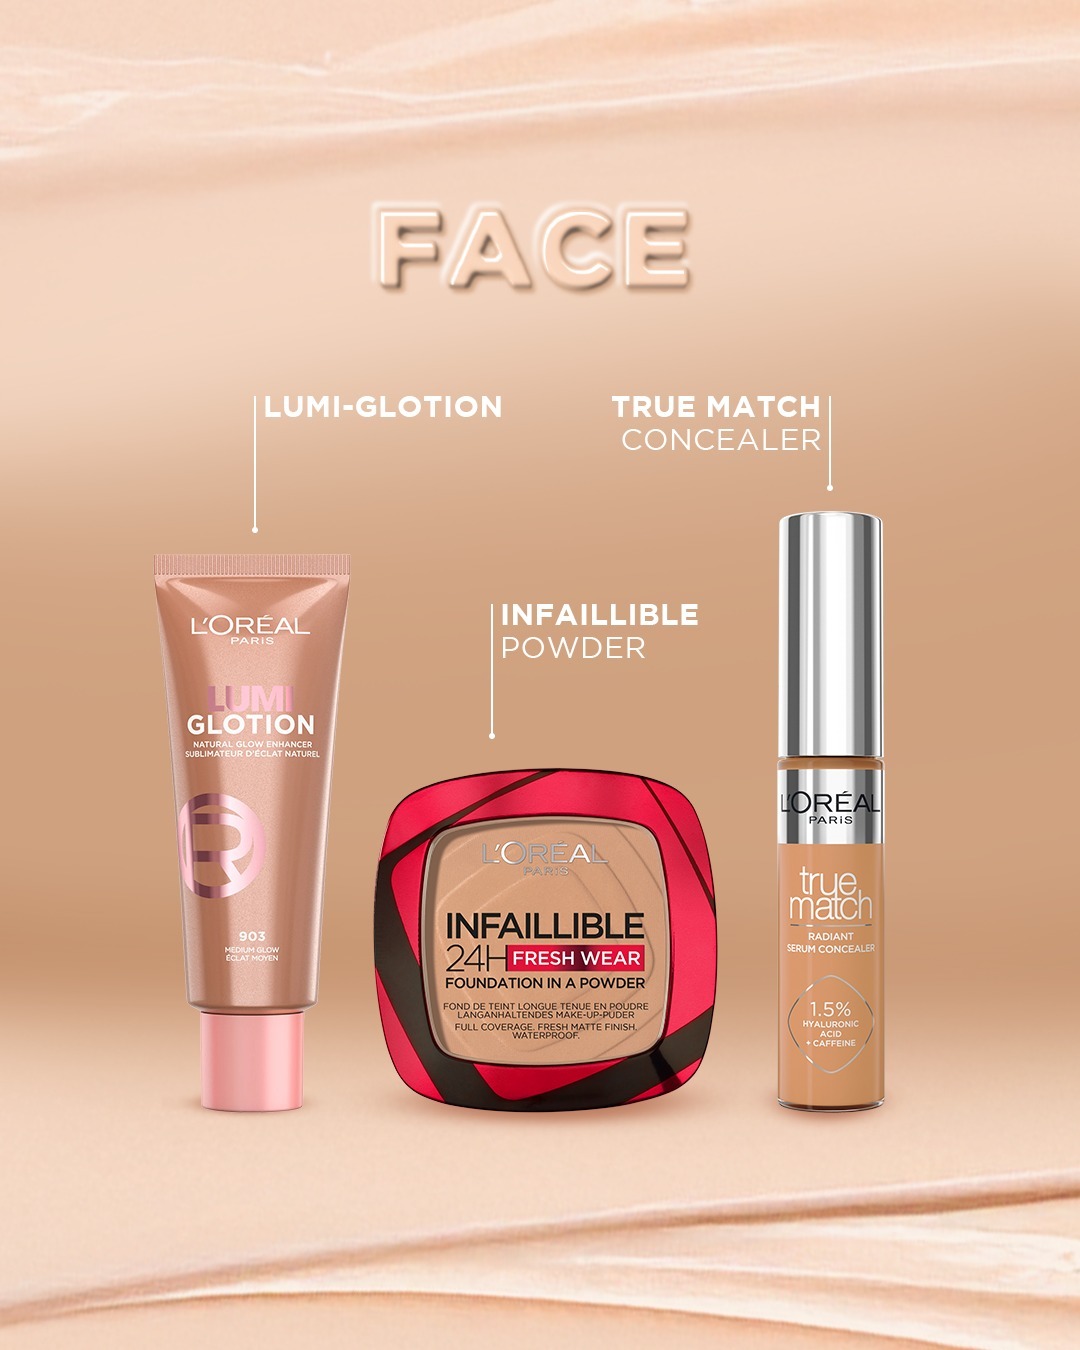 FACE
LUMI-GLOTION
TRUE MATCH
CONCEALER
INFAILLIBLE
POWDER
L'ORÉAL
PARIS
LUMI
GLOTION
NATURAL GLOW ENHANCER
SUBLIMATEUR D'ÉCLAT NATUREL
903
MEDIUM GLOW
ÉCLAT MOYEN
L'ORÉAL
PARIS
INFAILLIBLE
24H FRESH WEAR
FOUNDATION IN A POWDER
FOND DE TEINT LONGUE TENUE EN POUDRE
LANGANHALTENDES MAKE-UP-PUDER
FULL COVERAGE. FRESH MATTE FINISH.
WATERPROOF.
L'ORÉAL
PARIS
true
match
RADIANT
SERUM CONCEALER
1.5%
HYALURONIC
ACID
+ CAFFEINE